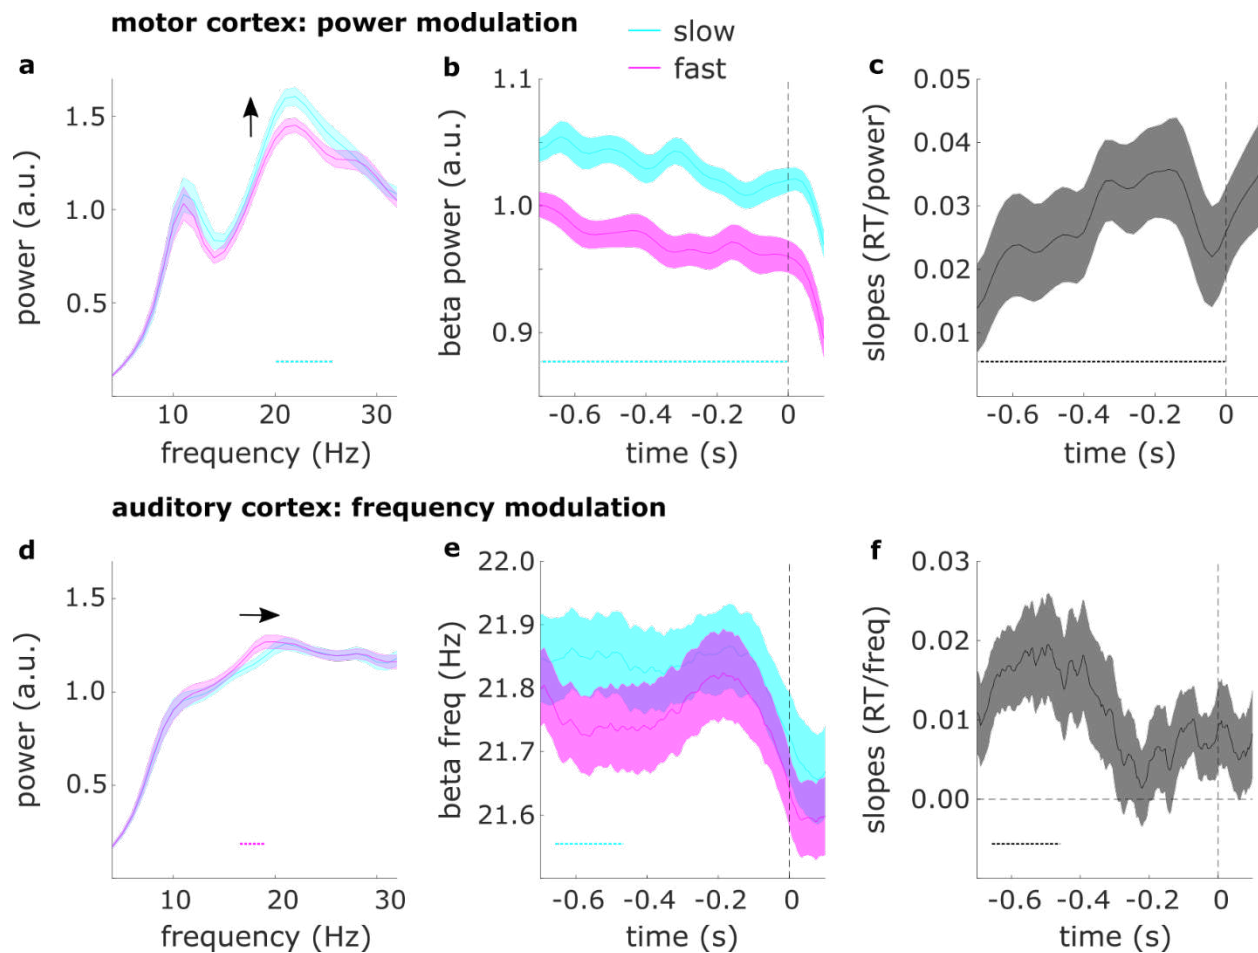 motor cortex: power modulation
slow
fast
a
power (a.u.)
1.5
1.0
0.5
10 20 30
frequency (Hz)
b
beta power (a.u.)
1.1
1.0
0.9
-0.6 -0.4 -0.2 0
time (s)
c
slopes (RT/power)
0.05
0.04
0.03
0.02
0.01
-0.6 -0.4 -0.2 0
time (s)
auditory cortex: frequency modulation
d
power (a.u.)
1.5
1.0
0.5
10 20 30
frequency (Hz)
e
beta freq (Hz)
22.0
21.9
21.8
21.7
21.6
-0.6 -0.4 -0.2 0
time (s)
f
slopes (RT/freq)
0.03
0.02
0.01
0.00
-0.6 -0.4 -0.2 0
time (s)